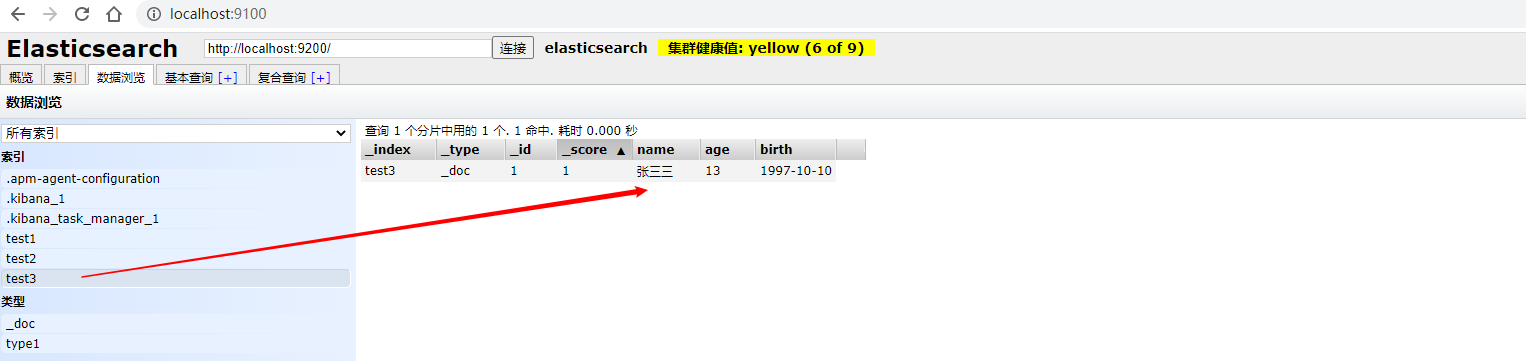 localhost:9100
Elasticsearch http://localhost:9200/ 连接 elasticsearch 集群健康值: yellow (6 of 9)
概览 索引 数据浏览 基本查询 [+] 复合查询 [+]
数据浏览
所有索引
索引
.apm-agent-configuration
.kibana_1
.kibana_task_manager_1
test1
test2
test3
类型
_doc
type1
查询 1 个分片中用的 1 个. 1 命中. 耗时 0.000 秒
_index _type _id _score ▲ name age birth
test3 _doc 1 1 张三三 13 1997-10-10